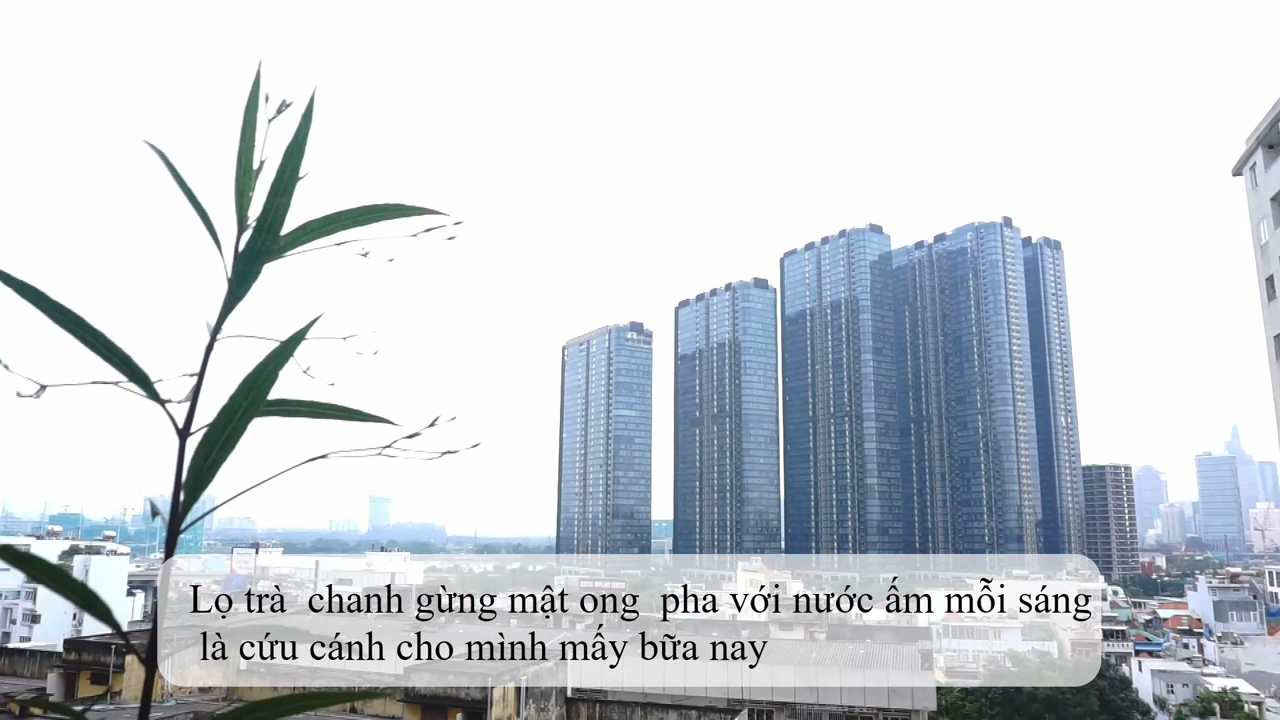 Lọ trà  chanh gừng mật ong  pha với nước ấm mỗi sáng
là cứu cánh cho mình mấy bữa nay